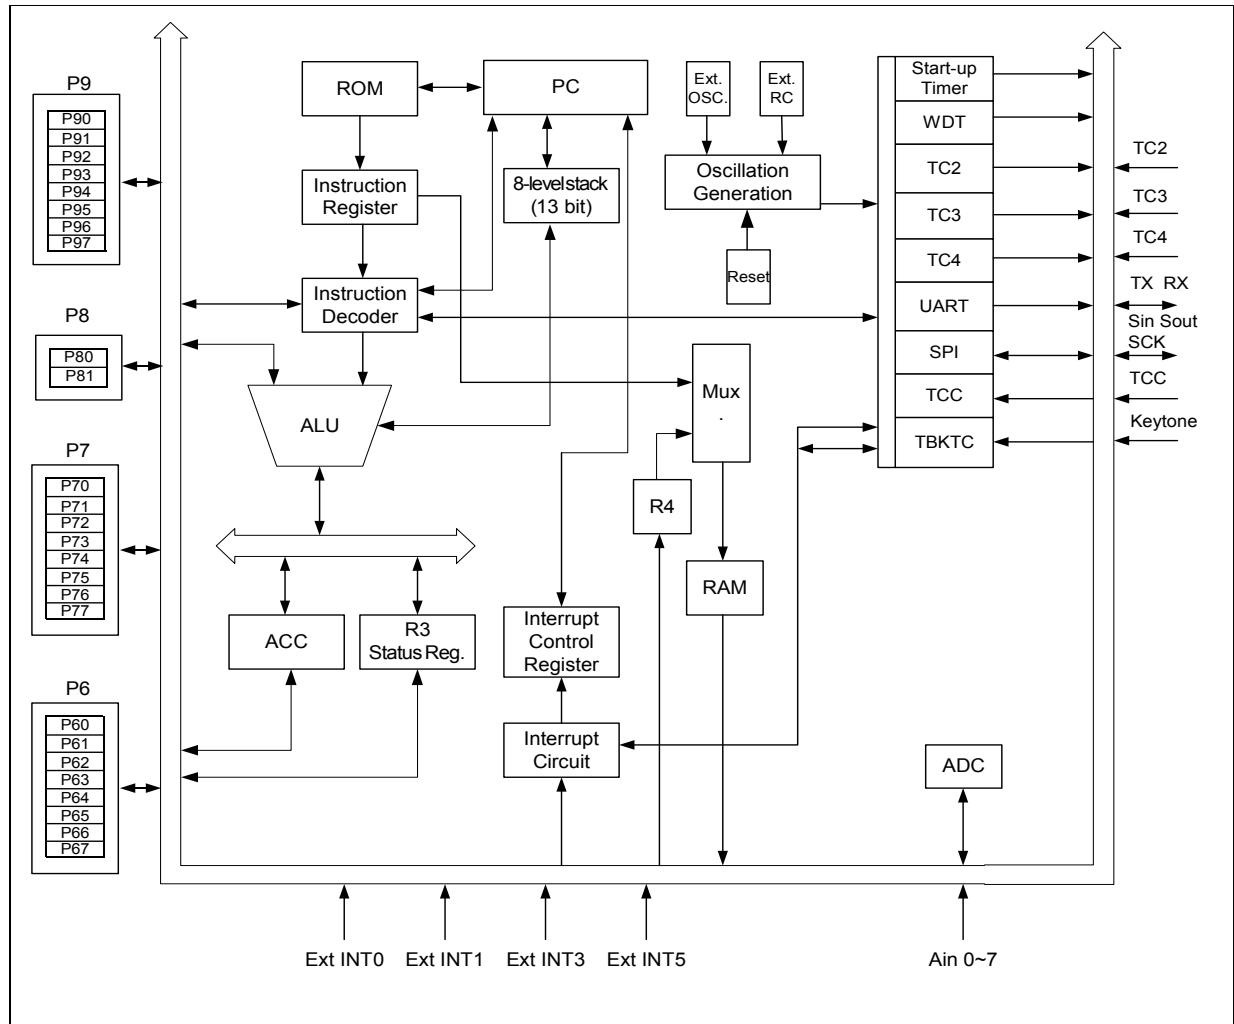 P9
P90
P91
P92
P93
P94
P95
P96
P97
P8
P80
P81
P7
P70
P71
P72
P73
P74
P75
P76
P77
P6
P60
P61
P62
P63
P64
P65
P66
P67
ROM
PC
Instruction
Register
8-levelstack
(13 bit)
Instruction
Decoder
ALU
ACC
R3
Status Reg.
Interrupt
Control
Register
Interrupt
Circuit
Ext.
OSC.
Ext.
RC
Oscillation
Generation
Reset
Mux
.
R4
RAM
Start-up
Timer
WDT
TC2
TC3
TC4
UART
SPI
TCC
TBKTC
TC2
TC3
TC4
TX RX
Sin Sout
SCK
TCC
Keytone
ADC
Ext INT0
Ext INT1
Ext INT3
Ext INT5
Ain 0~7